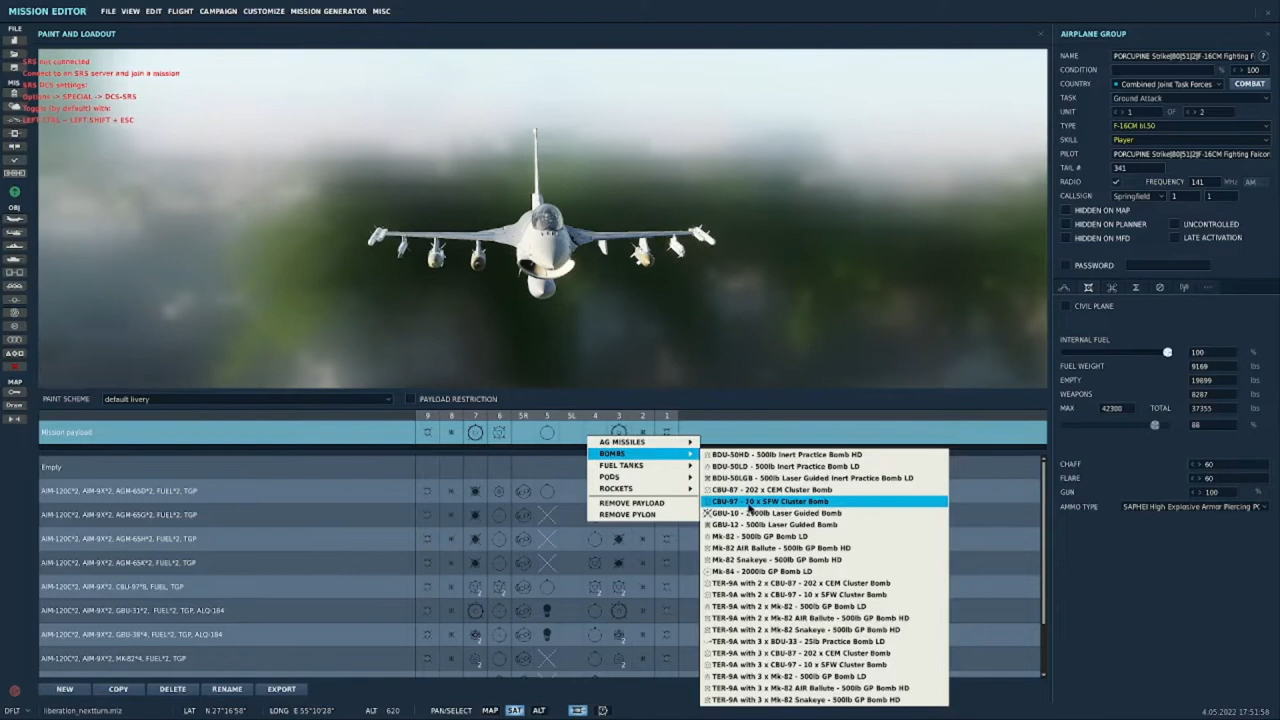 MISSION EDITOR FILE VIEW EDIT FLIGHT CAMPAIGN CUSTOMIZE MISSION GENERATOR MISC
FILE
PAINT AND LOADOUT
SRS not connected
Connect to an SRS server and join a mission
SRS DCS settings:
Options -> SPECIAL -> DCS-SRS
Toggle (by default) with:
LEFT CTRL + LEFT SHIFT + ESC
MIS
OBJ
MAP
Draw
AIRPLANE GROUP
NAME PORCUPINE Strike|80|51|2|F-16CM Fighting F ?
CONDITION % < > 100
COUNTRY Combined Joint Task Forces COMBAT
TASK Ground Attack
UNIT < > 1 OF < > 2
TYPE F-16CM bl.50
SKILL Player
PILOT PORCUPINE Strike|80|51|2|F-16CM Fighting Falcon
TAIL # 341
RADIO FREQUENCY 141 MHz AM
CALLSIGN Springfield 1 1
HIDDEN ON MAP
HIDDEN ON PLANNER UNCONTROLLED
HIDDEN ON MFD LATE ACTIVATION
PASSWORD
CIVIL PLANE
INTERNAL FUEL
100 %
FUEL WEIGHT 9169 lbs
EMPTY 19899 lbs
WEAPONS 8287 lbs
MAX 42300 TOTAL 37355 lbs
88 %
CHAFF < > 60
FLARE < > 60
GUN < > 100 %
AMMO TYPE SAPHEI High Explosive Armor Piercing
PAINT SCHEME default livery PAYLOAD RESTRICTION
9 8 7 6 5R 5 5L 4 3 2 1
Mission payload
Empty
AIM-120C*2, AIM-9X*2, AGM-65D*2, FUEL*2, TGP
AIM-120C*2, AIM-9X*2, AGM-65G*2, FUEL*2, TGP
AIM-120C*2, AIM-9X*2, AGM-65H*2, FUEL*2, TGP
AIM-120C*2, AIM-9X*2, AGM-65K*2, FUEL*2, TGP
AIM-120C*2, AIM-9X*2, CBU-97*8, FUEL, TGP
AIM-120C*2, AIM-9X*2, GBU-31*2, FUEL*2, ALQ-184
AIM-120C*2, AIM-9X*2, GBU-38*4, FUEL*2, ALQ-184
AIM-120C*2, AIM-9X*2, MK-82*4, FUEL*2, TGP
AG MISSILES
BOMBS
FUEL TANKS
PODS
ROCKETS
REMOVE PAYLOAD
REMOVE PYLON
BDU-50HD - 500lb Inert Practice Bomb HD
BDU-50LD - 500lb Inert Practice Bomb LD
BDU-50LGB - 500lb Laser Guided Inert Practice Bomb LD
CBU-87 - 202 x CEM Cluster Bomb
CBU-97 - 10 x SFW Cluster Bomb
GBU-10 - 2000lb Laser Guided Bomb
GBU-12 - 500lb Laser Guided Bomb
Mk-82 - 500lb GP Bomb LD
Mk-82 AIR Ballute - 500lb GP Bomb HD
Mk-82 Snakeye - 500lb GP Bomb HD
Mk-84 - 2000lb GP Bomb LD
TER-9A with 2 x CBU-87 - 202 x CEM Cluster Bomb
TER-9A with 2 x CBU-97 - 10 x SFW Cluster Bomb
TER-9A with 2 x Mk-82 - 500lb GP Bomb LD
TER-9A with 2 x Mk-82 AIR Ballute - 500lb GP Bomb HD
TER-9A with 2 x Mk-82 Snakeye - 500lb GP Bomb HD
TER-9A with 3 x BDU-33 - 25lb Practice Bomb LD
TER-9A with 3 x CBU-87 - 202 x CEM Cluster Bomb
TER-9A with 3 x CBU-97 - 10 x SFW Cluster Bomb
TER-9A with 3 x Mk-82 - 500lb GP Bomb LD
TER-9A with 3 x Mk-82 AIR Ballute - 500lb GP Bomb HD
TER-9A with 3 x Mk-82 Snakeye - 500lb GP Bomb HD
NEW COPY DELETE RENAME EXPORT
DFLT liberation_nextturn.miz N 27°16'58" LONG E 55°10'28" ALT 620 PAN/SELECT MAP SAT ALT 4.05.2022 17:51:58